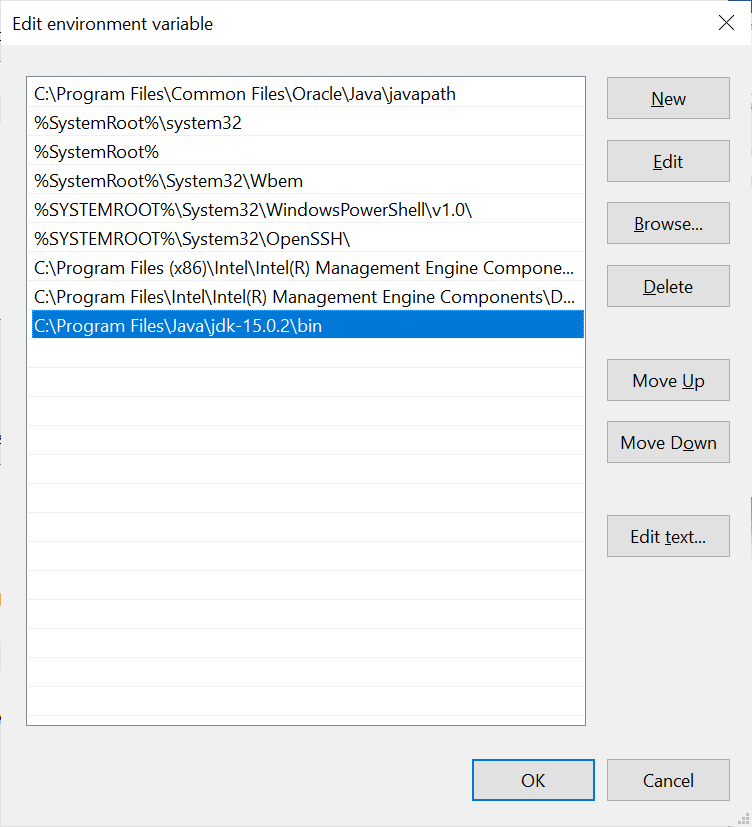 Edit environment variable
C:\Program Files\Common Files\Oracle\Java\javapath
%SystemRoot%\system32
%SystemRoot%
%SystemRoot%\System32\Wbem
%SYSTEMROOT%\System32\WindowsPowerShell\v1.0\
%SYSTEMROOT%\System32\OpenSSH\
C:\Program Files (x86)\Intel\Intel(R) Management Engine Compone...
C:\Program Files\Intel\Intel(R) Management Engine Components\D...
C:\Program Files\Java\jdk-15.0.2\bin
New
Edit
Browse...
Delete
Move Up
Move Down
Edit text...
OK
Cancel